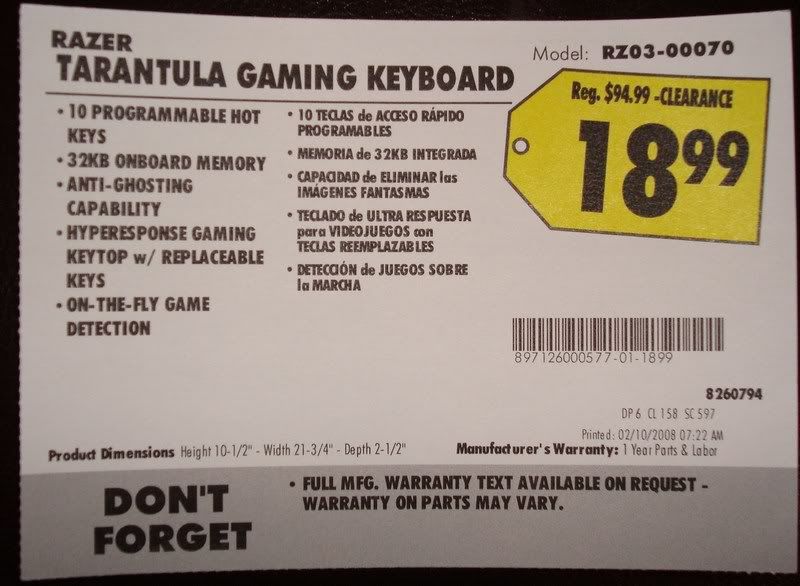 RAZER
TARANTULA GAMING KEYBOARD
Model: RZ03-00070
Reg. $94.99 -CLEARANCE
1899
• 10 PROGRAMMABLE HOT
KEYS
• 32KB ONBOARD MEMORY
• ANTI-GHOSTING
CAPABILITY
• HYPERESPONSE GAMING
KEYTOP w/ REPLACEABLE
KEYS
• ON-THE-FLY GAME
DETECTION
• 10 TECLAS de ACCESO RÁPIDO
PROGRAMABLES
• MEMORIA de 32KB INTEGRADA
• CAPACIDAD de ELIMINAR las
IMÁGENES FANTASMAS
• TECLADO de ULTRA RESPUESTA
para VIDEOJUEGOS con
TECLAS REEMPLAZABLES
• DETECCIÓN de JUEGOS SOBRE
la MARCHA
897126000577-01-1899
8260794
DP 6 CL 158 SC 597
Printed: 02/10/2008 07:22 AM
Product Dimensions Height 10-1/2" - Width 21-3/4" - Depth 2-1/2"
Manufacturer's Warranty: 1 Year Parts & Labor
DON'T
FORGET
• FULL MFG. WARRANTY TEXT AVAILABLE ON REQUEST -
WARRANTY ON PARTS MAY VARY.